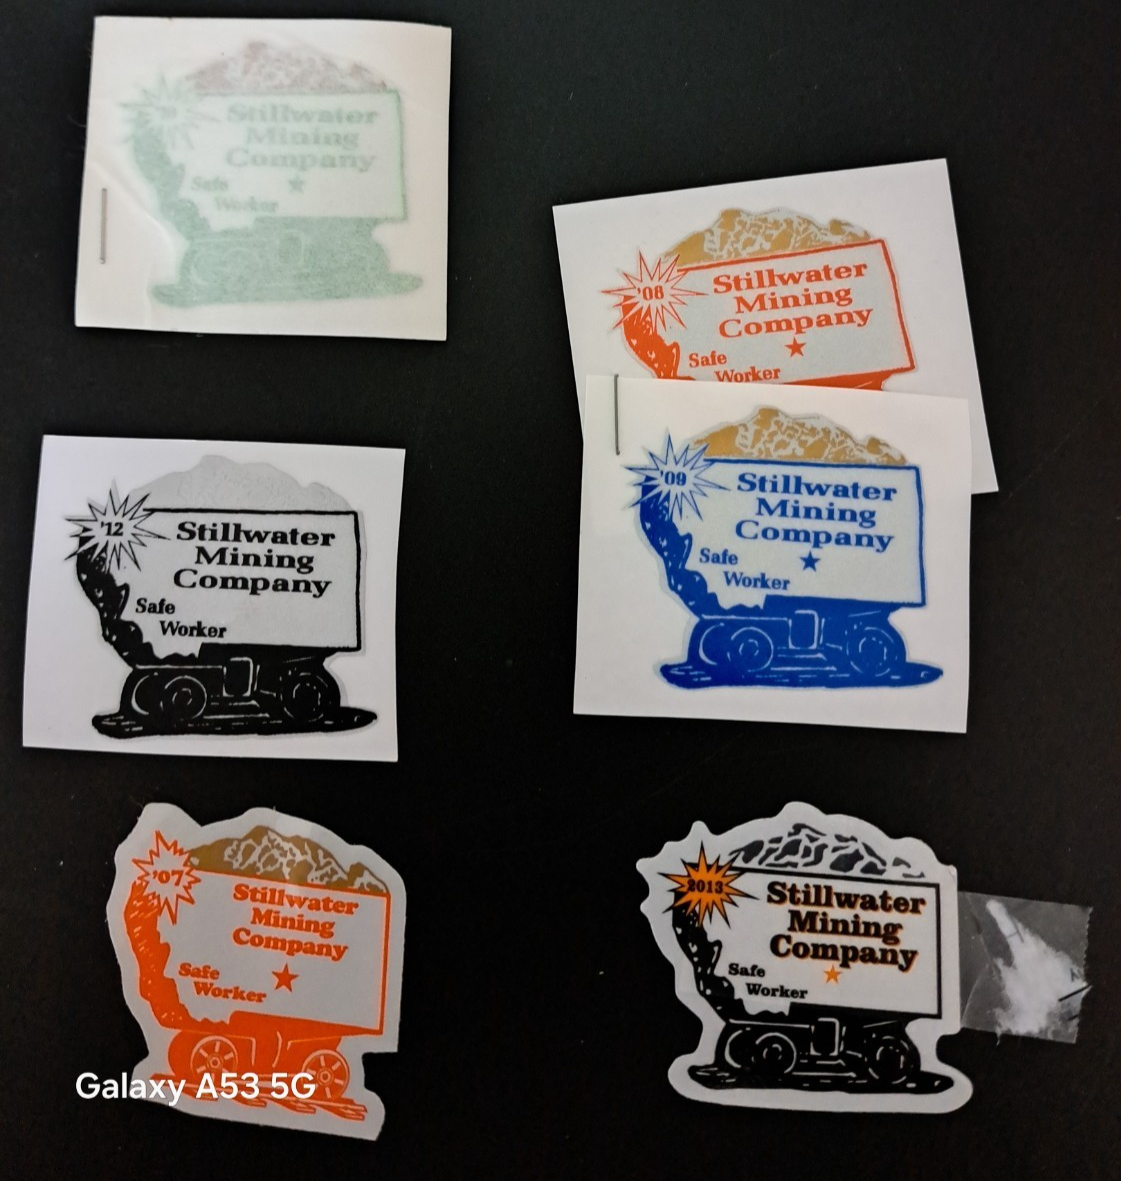 Stillwater
Mining
Company
Safe
Worker
'08
Stillwater
Mining
Company
Safe
Worker
'09
Stillwater
Mining
Company
Safe
Worker
'12
Stillwater
Mining
Company
Safe
Worker
'07
Stillwater
Mining
Company
Safe
Worker
2013
Stillwater
Mining
Company
Safe
Worker
Galaxy A53 5G